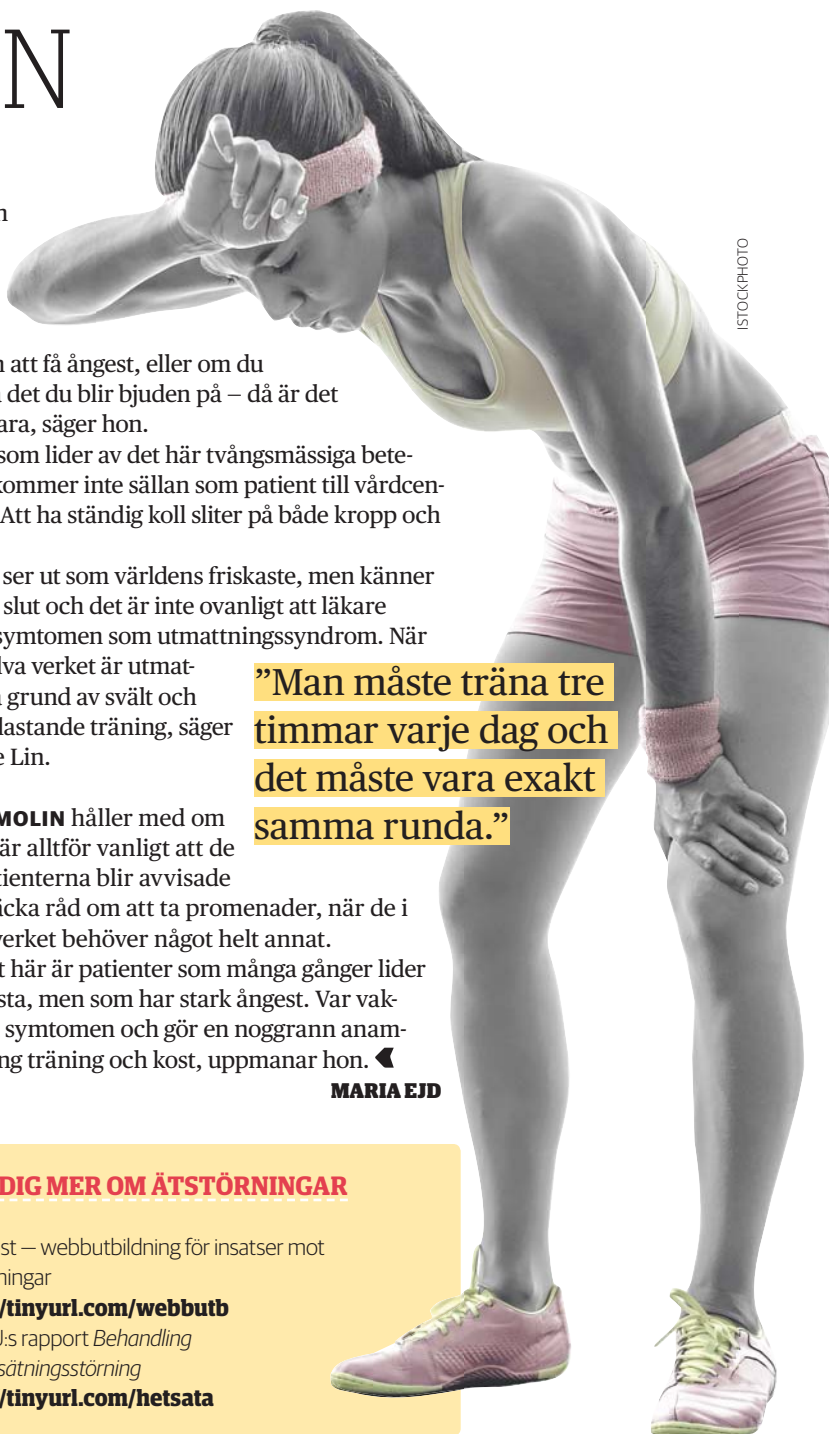 N
n
ISTOCKPHOTO
n att få ångest, eller om du
det du blir bjuden på – då är det
ara, säger hon.
som lider av det här tvångsmässiga bete-
kommer inte sällan som patient till vårdcen-
Att ha ständig koll sliter på både kropp och
ser ut som världens friskaste, men känner
slut och det är inte ovanligt att läkare
symtomen som utmattningssyndrom. När
lva verket är utmat-
grund av svält och
lastande träning, säger
e Lin.
”Man måste träna tre
timmar varje dag och
det måste vara exakt
samma runda.”
MOLIN håller med om
är alltför vanligt att de
tienterna blir avvisade
äcka råd om att ta promenader, när de i
verket behöver något helt annat.
t här är patienter som många gånger lider
sta, men som har stark ångest. Var vak-
symtomen och gör en noggrann anam-
ng träning och kost, uppmanar hon.
MARIA EJD
DIG MER OM ÄTSTÖRNINGAR
st – webbutbildning för insatser mot
ningar
/tinyurl.com/webbutb
J:s rapport Behandling
sätningsstörning
/tinyurl.com/hetsata